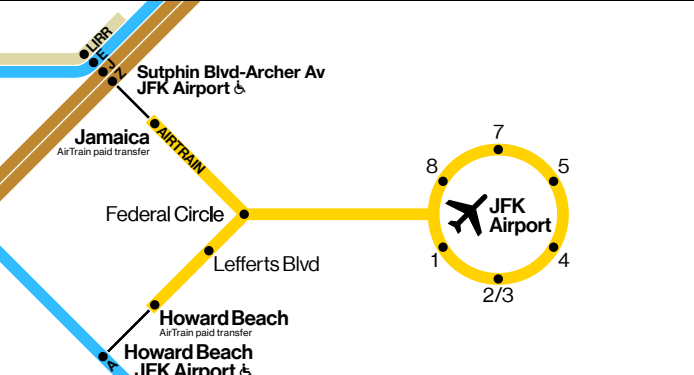 LIRR
E
J
Z
Sutphin Blvd-Archer Av
JFK Airport
Jamaica
AirTrain paid transfer
AIRTRAIN
7
8
5
Federal Circle
JFK
Airport
Lefferts Blvd
1
4
2/3
Howard Beach
AirTrain paid transfer
Howard Beach
JFK Airport
A